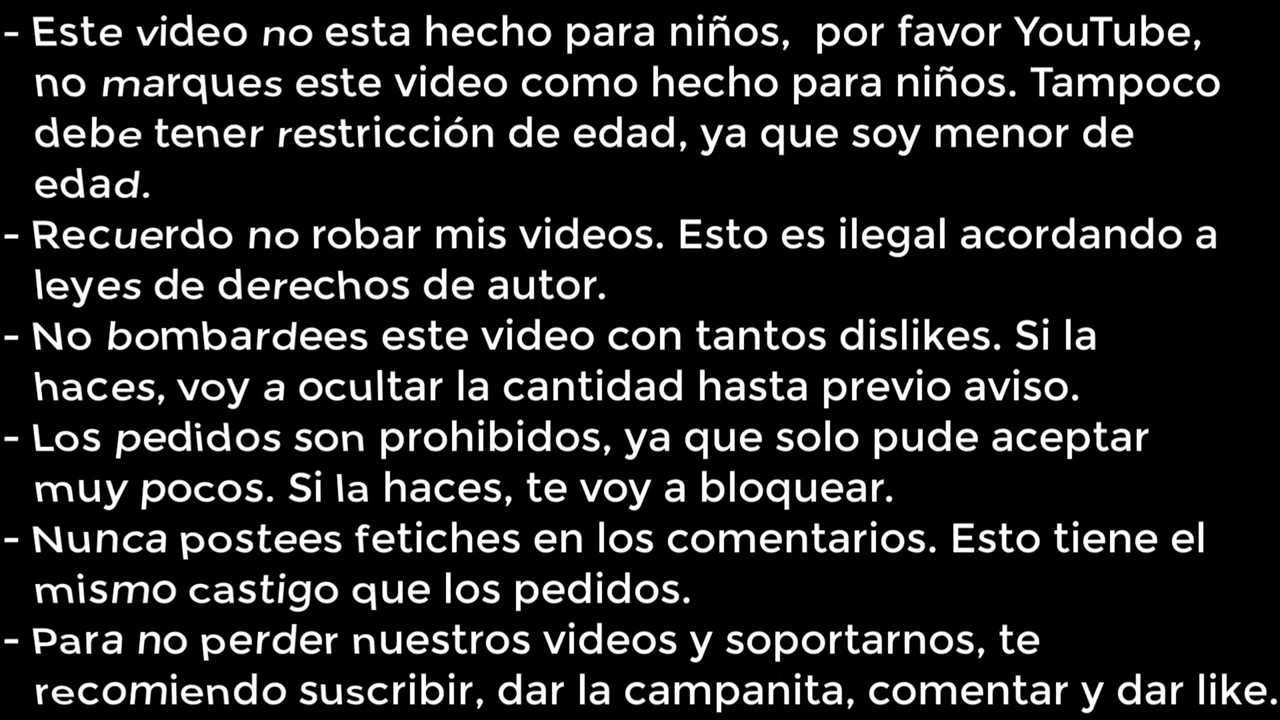 - Este video no esta hecho para niños, por favor YouTube,
no marques este video como hecho para niños. Tampoco
debe tener restricción de edad, ya que soy menor de
edad.
- Recuerdo no robar mis videos. Esto es ilegal acordando a
leyes de derechos de autor.
- No bombardees este video con tantos dislikes. Si la
haces, voy a ocultar la cantidad hasta previo aviso.
- Los pedidos son prohibidos, ya que solo pude aceptar
muy pocos. Si la haces, te voy a bloquear.
- Nunca postees fetiches en los comentarios. Esto tiene el
mismo castigo que los pedidos.
- Para no perder nuestros videos y soportarnos, te
recomiendo suscribir, dar la campanita, comentar y dar like.